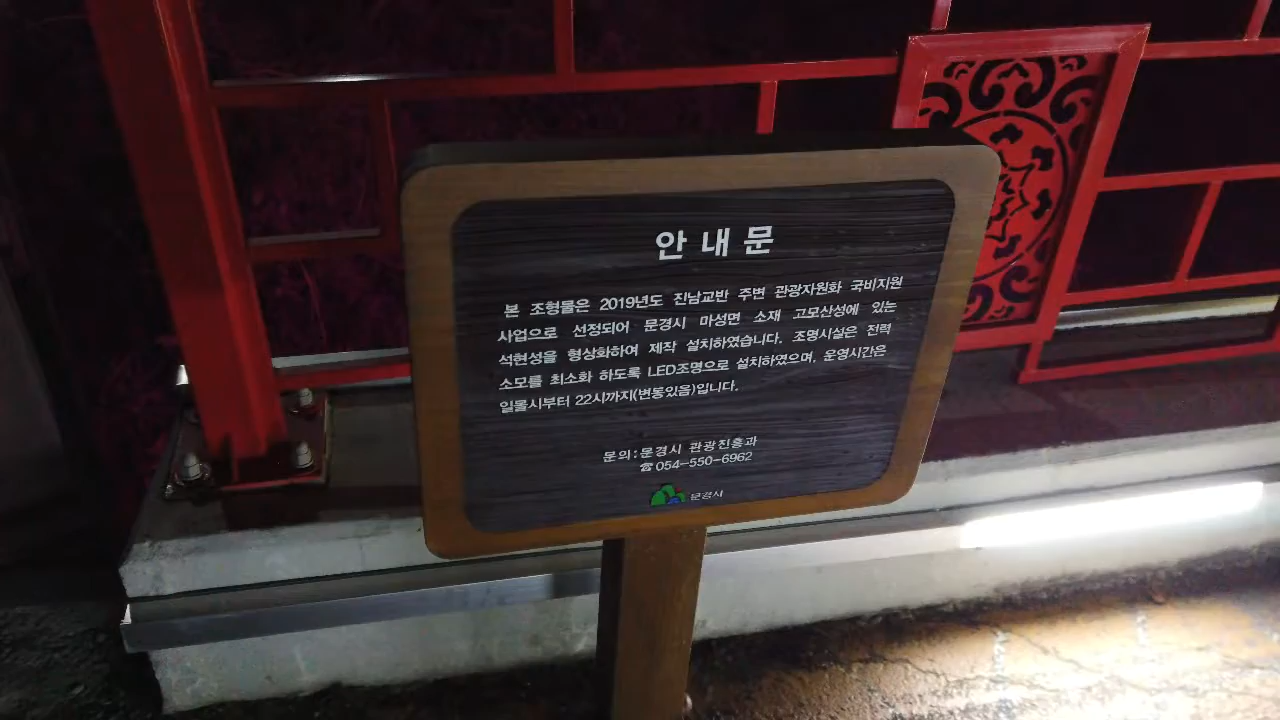 안내문
본 조형물은 2019년도 진남교반 주변 관광자원화 국비지원
사업으로 선정되어 문경시 마성면 소재 고모산성에 있는
석현성을 형상화하여 제작 설치하였습니다. 조명시설은 전력
소모를 최소화 하도록 LED조명으로 설치하였으며, 운영시간은
일몰시부터 22시까지(변동있음)입니다.
문의:문경시 관광진흥과
☎054-550-6962
문경시